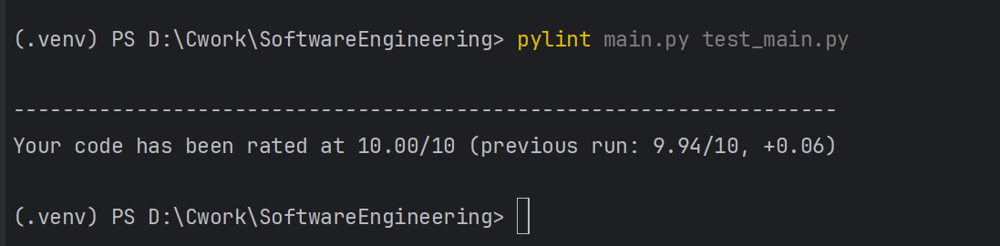 (.venv) PS D:\Cwork\SoftwareEngineering> pylint main.py test_main.py
-------------------------------------------------------------------
Your code has been rated at 10.00/10 (previous run: 9.94/10, +0.06)
(.venv) PS D:\Cwork\SoftwareEngineering>